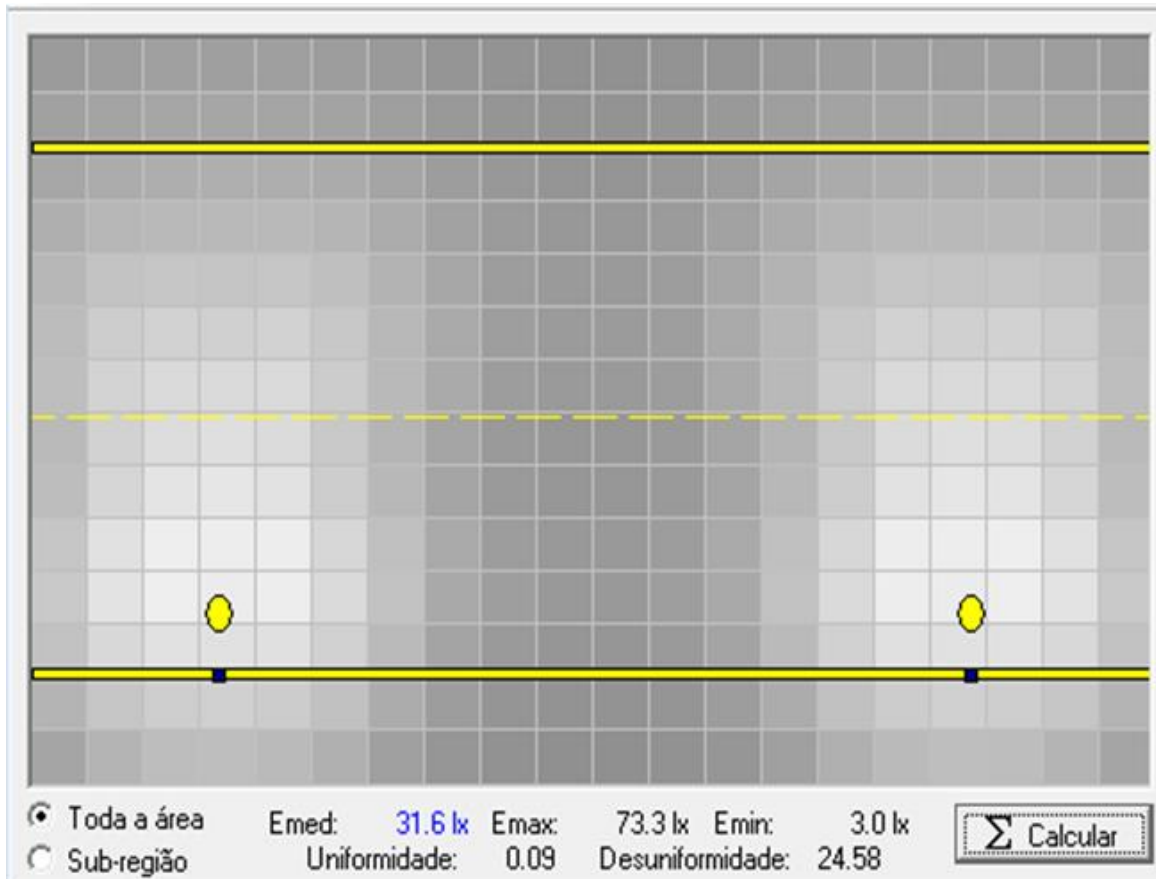 Toda a área Emed: 31.6 lx Emax: 73.3 lx Emin: 3.0 lx
Sub-região Uniformidade: 0.09 Desuniformidade: 24.58
Σ Calcular